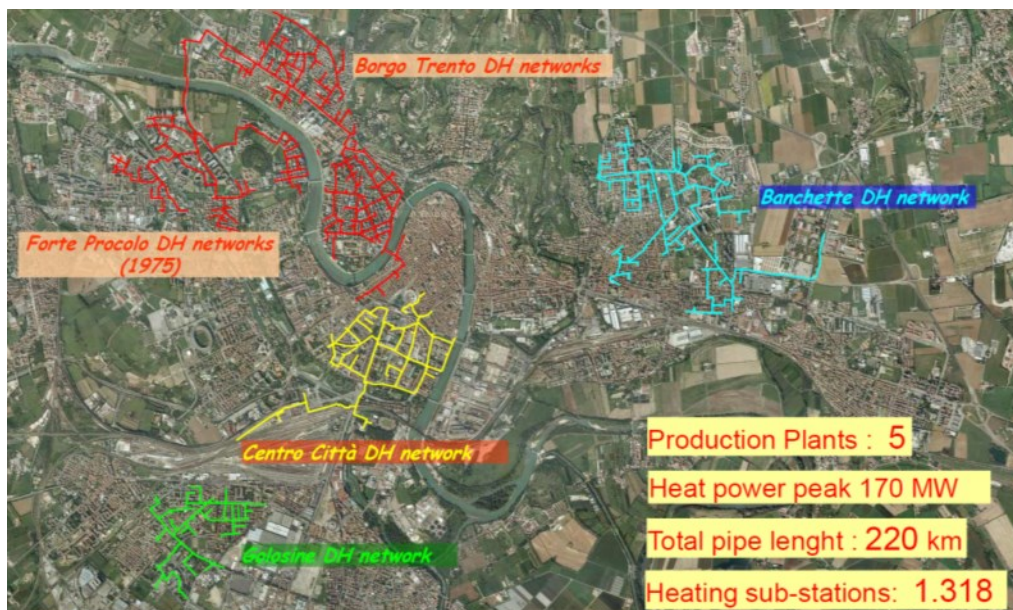 Borgo Trento DH networks
Banchette DH network
Forte Procolo DH networks
(1975)
Centro Città DH network
Golosine DH network
Production Plants : 5
Heat power peak 170 MW
Total pipe lenght : 220 km
Heating sub-stations: 1.318